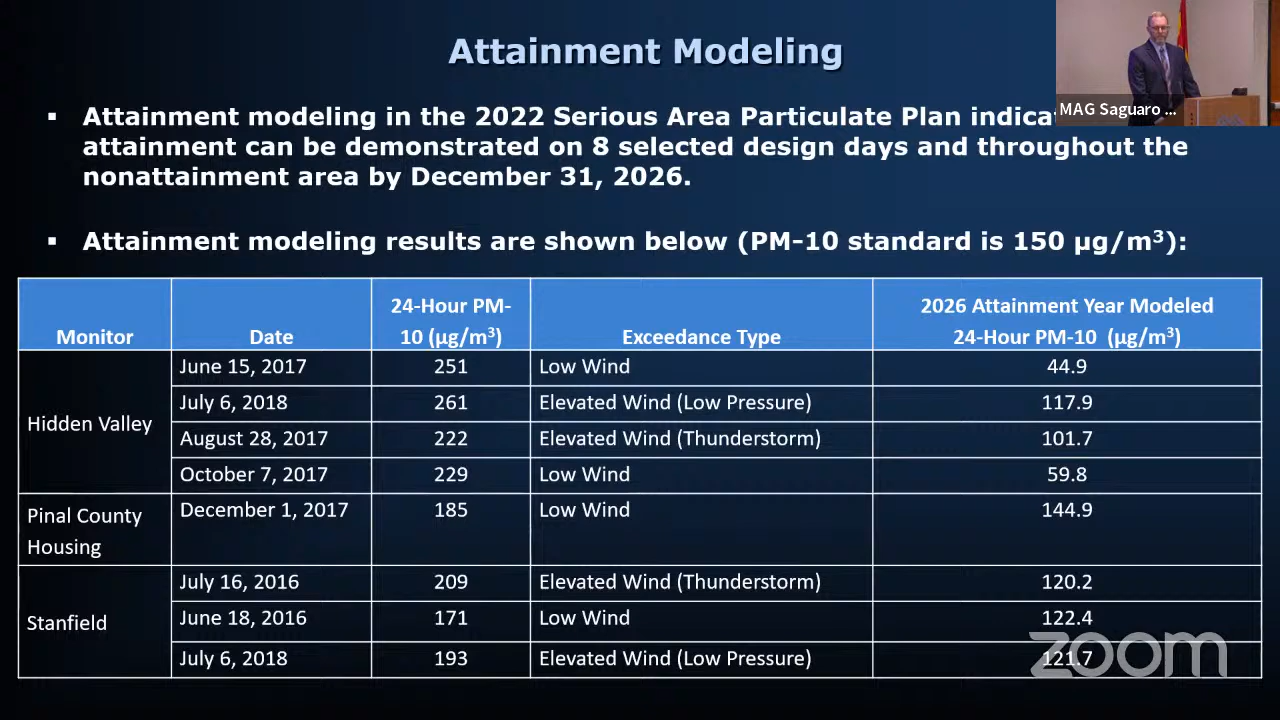 Attainment Modeling
MAG Saguaro ...
▪ Attainment modeling in the 2022 Serious Area Particulate Plan
attainment can be demonstrated on 8 selected design days and throughout the
nonattainment area by December 31, 2026.
▪ Attainment modeling results are shown below (PM-10 standard is 150 µg/m³):
Monitor Date 24-Hour PM-10 (µg/m³) Exceedance Type 2026 Attainment Year Modeled 24-Hour PM-10 (µg/m³)
Hidden Valley
June 15, 2017 251 Low Wind 44.9
July 6, 2018 261 Elevated Wind (Low Pressure) 117.9
August 28, 2017 222 Elevated Wind (Thunderstorm) 101.7
October 7, 2017 229 Low Wind 59.8
Pinal County
Housing
December 1, 2017 185 Low Wind 144.9
Stanfield
July 16, 2016 209 Elevated Wind (Thunderstorm) 120.2
June 18, 2016 171 Low Wind 122.4
July 6, 2018 193 Elevated Wind (Low Pressure) 121.7
zoom